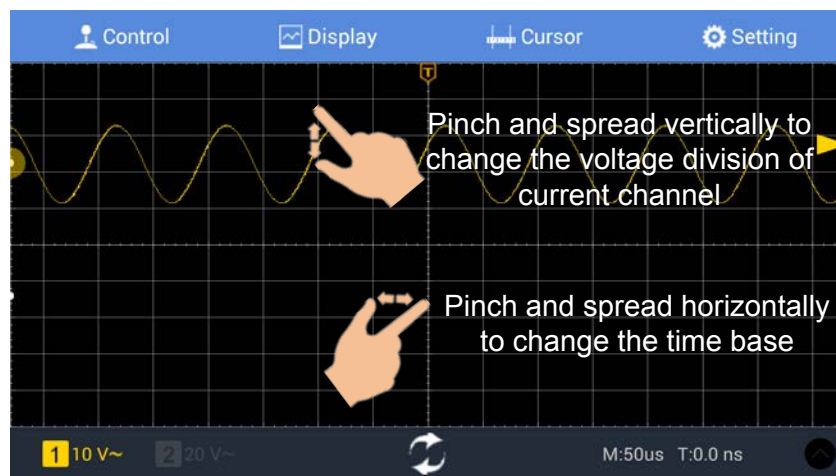 Control Display Cursor Setting
T
Pinch and spread vertically to
change the voltage division of
current channel
Pinch and spread horizontally
to change the time base
1 10 V~ 2 20 V~ M:50us T:0.0 ns